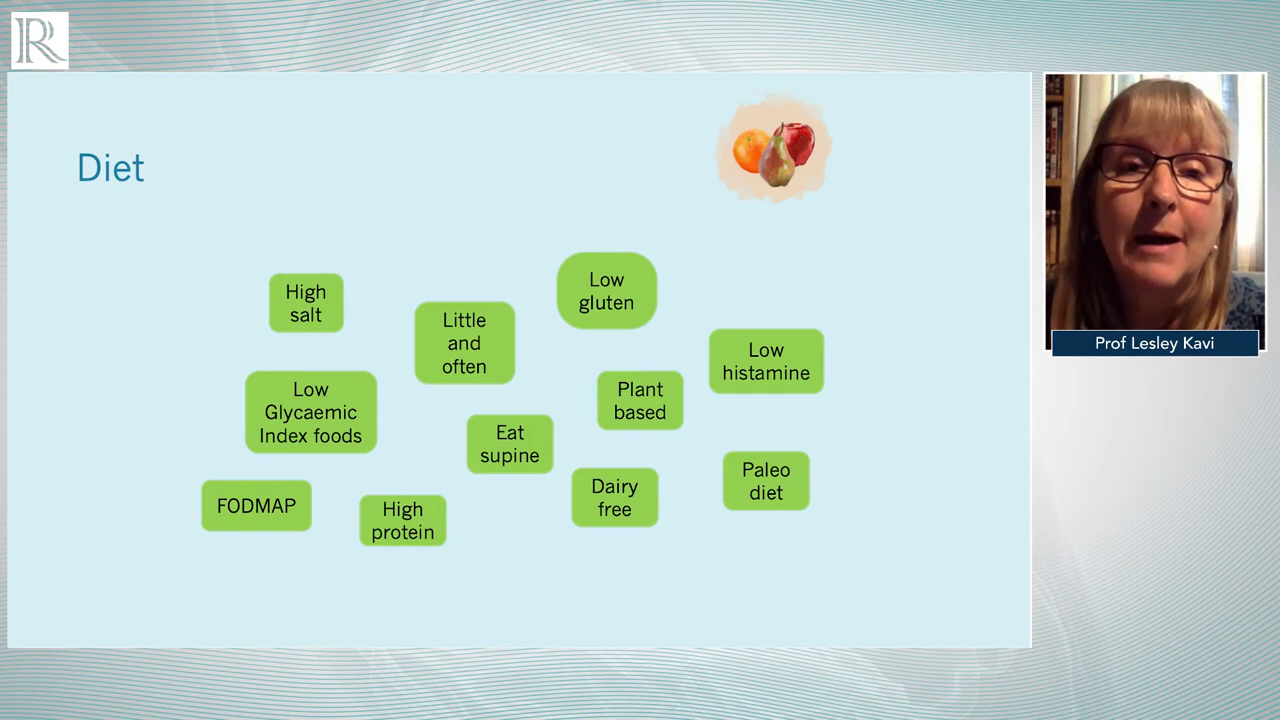 R
Diet
High
salt
Little
and
often
Low
gluten
Low
histamine
Low
Glycaemic
Index foods
Eat
supine
Plant
based
FODMAP
High
protein
Dairy
free
Paleo
diet
Prof Lesley Kavi